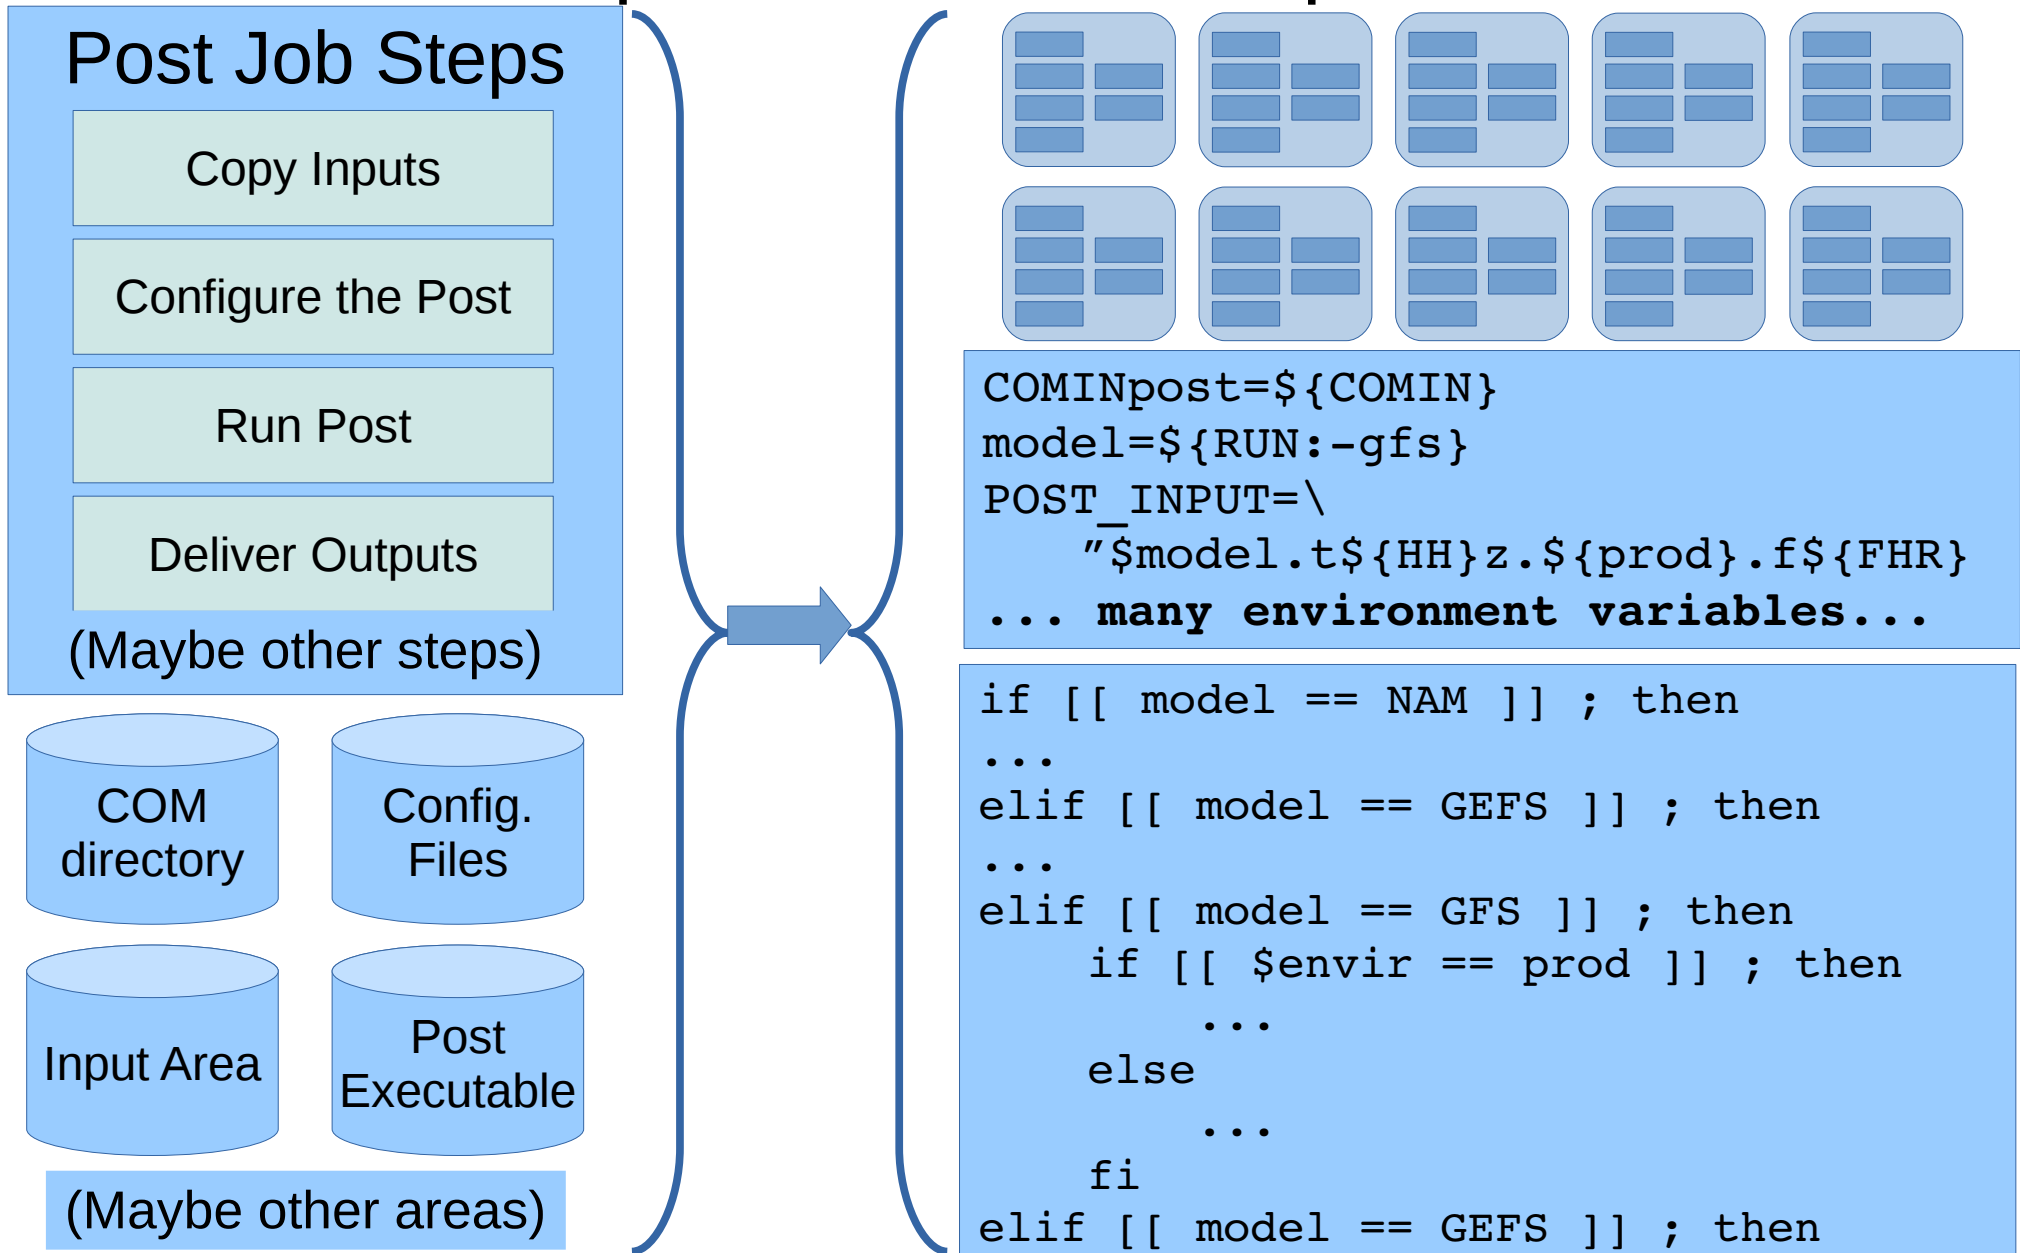 Post Job Steps
Copy Inputs
Configure the Post
Run Post
Deliver Outputs
(Maybe other steps)
COM
directory
Config.
Files
Input Area
Post
Executable
(Maybe other areas)
COMINpost=${COMIN}
model=${RUN:-gfs}
POST_INPUT=\
”$model.t${HH}z.${prod}.f${FHR}
... many environment variables...
if [[ model == NAM ]] ; then
...
elif [[ model == GEFS ]] ; then
...
elif [[ model == GFS ]] ; then
if [[ $envir == prod ]] ; then
...
else
...
fi
elif [[ model == GEFS ]] ; then